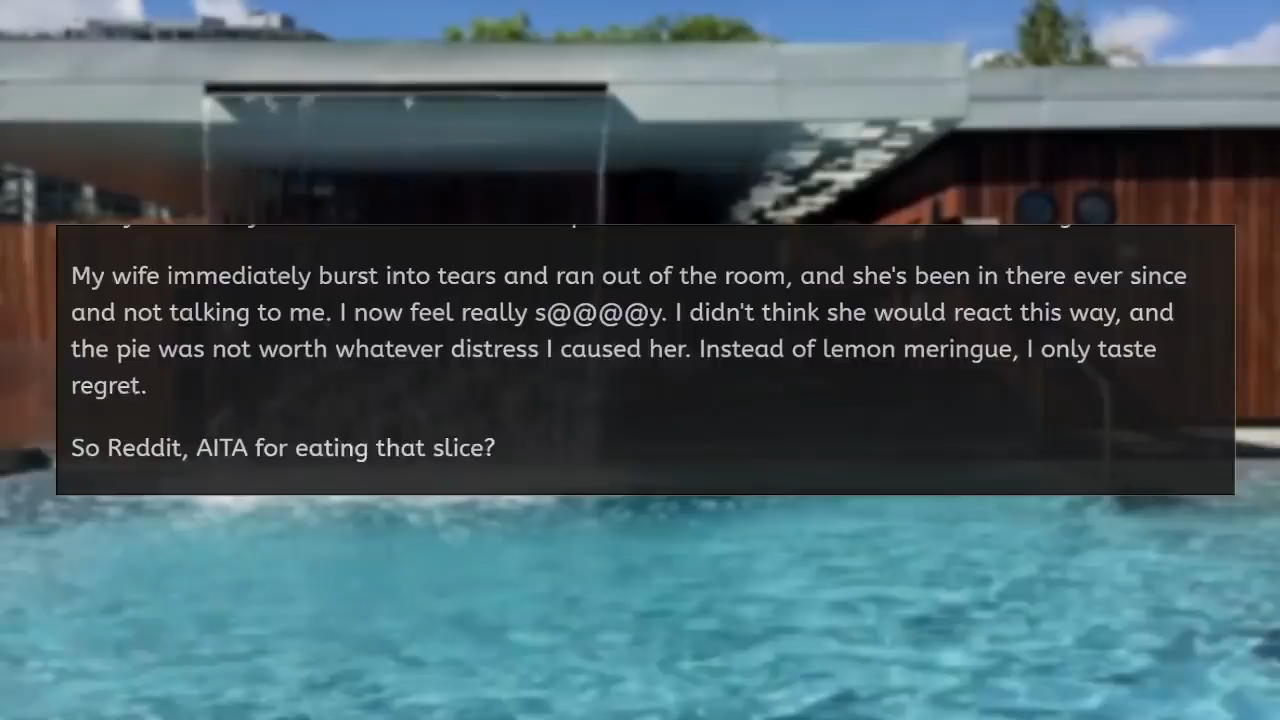 My wife immediately burst into tears and ran out of the room, and she's been in there ever since
and not talking to me. I now feel really s@@@@y. I didn't think she would react this way, and
the pie was not worth whatever distress I caused her. Instead of lemon meringue, I only taste
regret.
So Reddit, AITA for eating that slice?